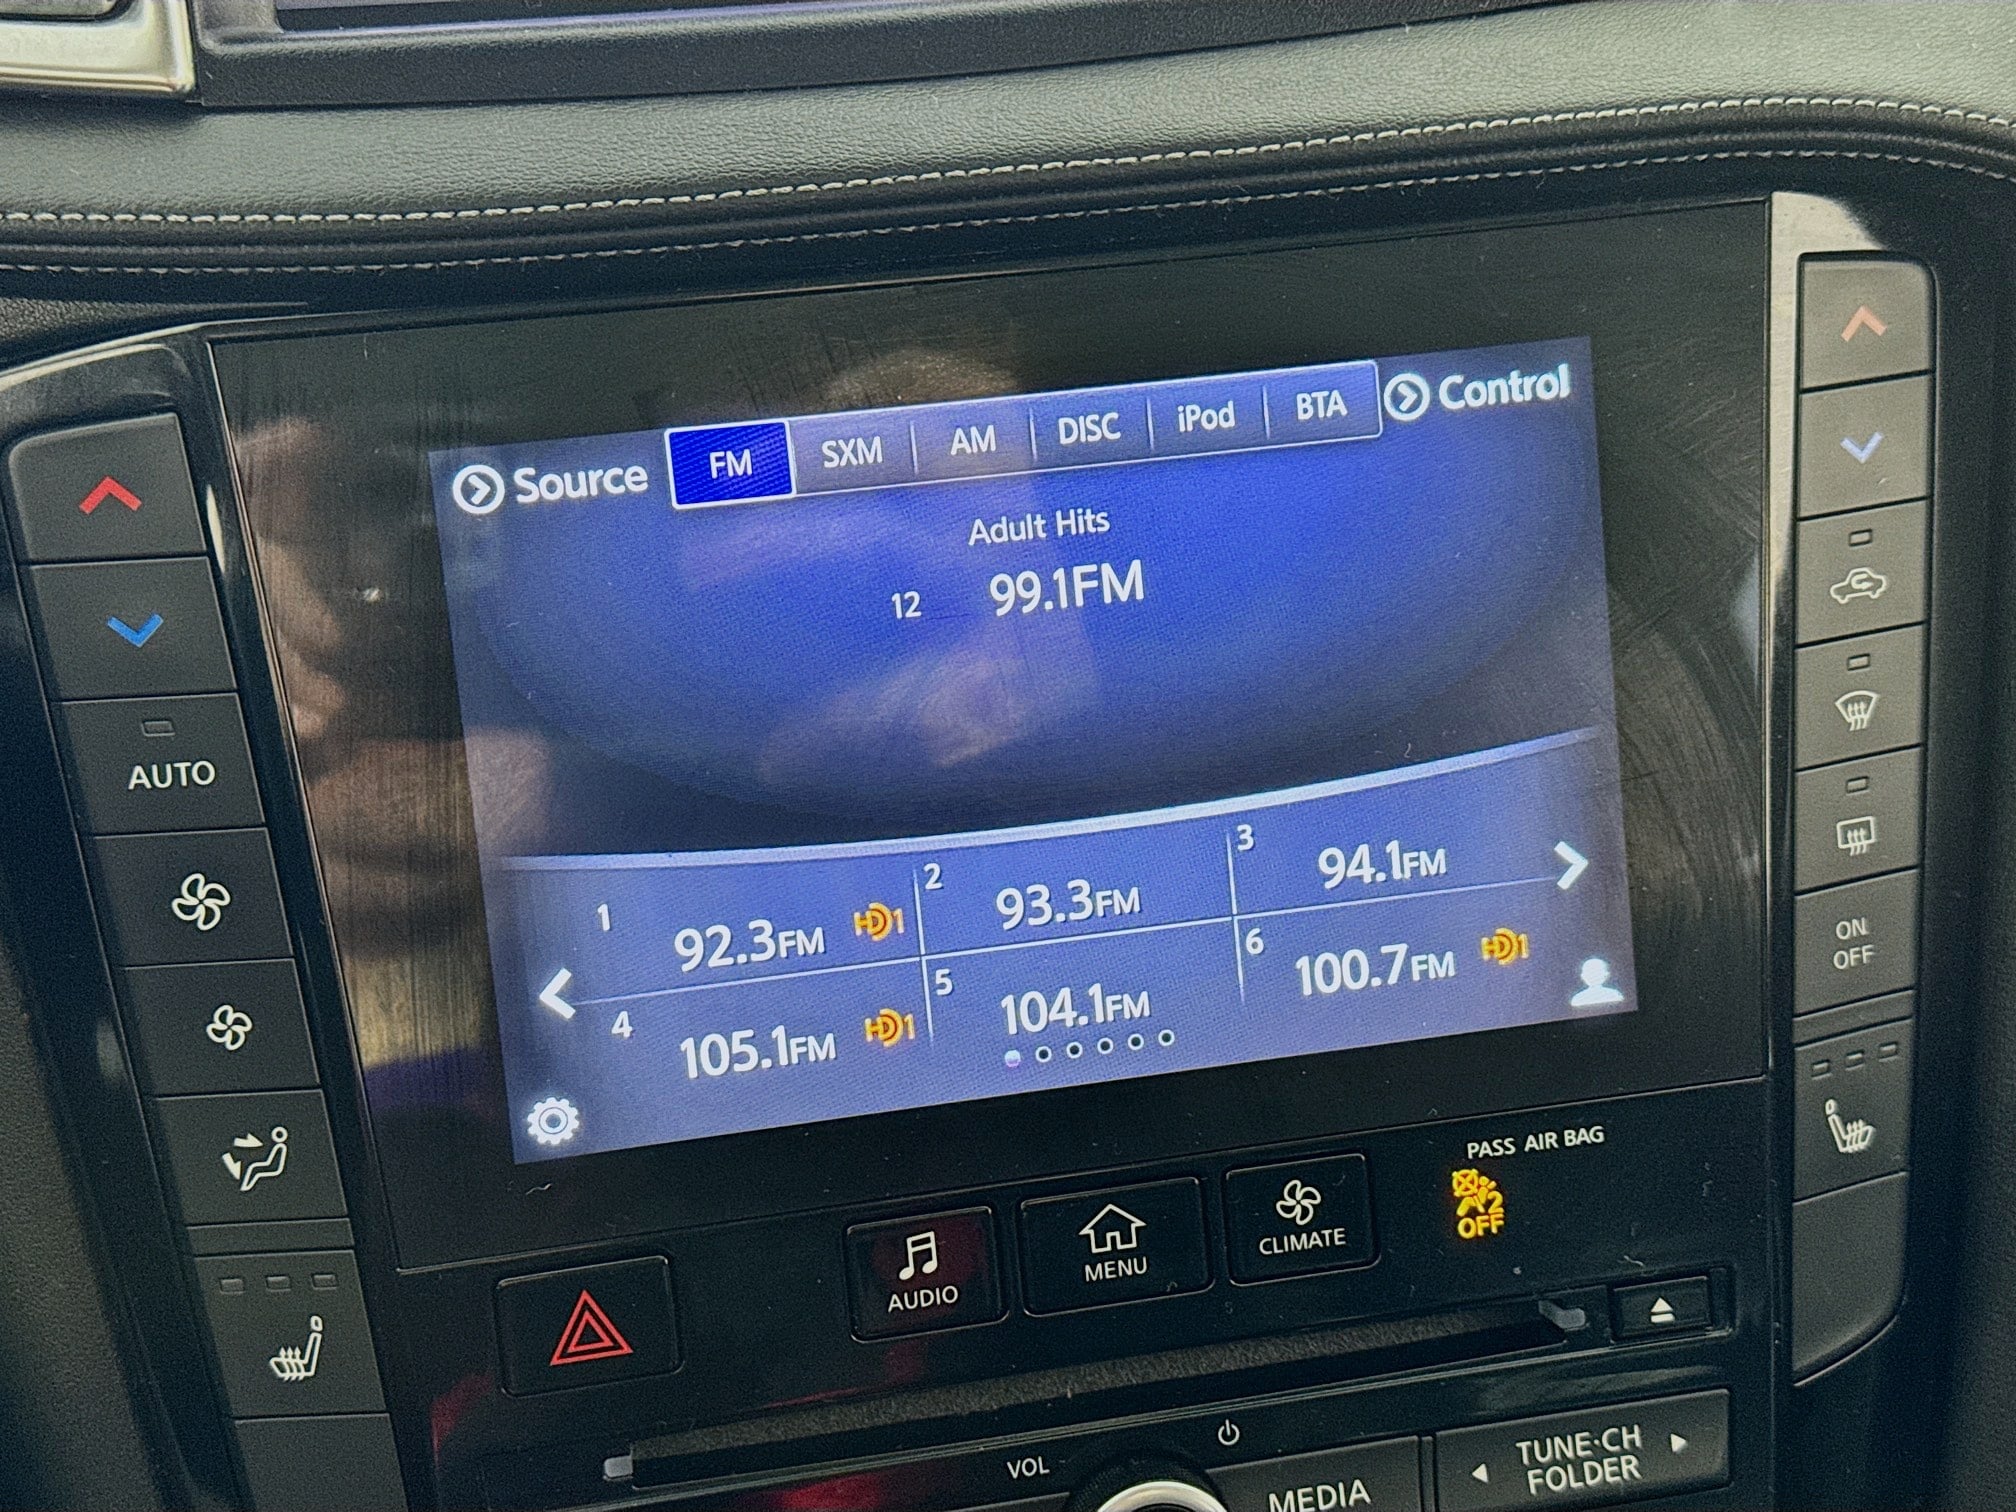 Source
FM SXM AM DISC iPod BTA
Control
Adult Hits
12 99.1FM
1 92.3FM HD1
2 93.3FM
3 94.1FM
4 105.1FM HD1
5 104.1FM
6 100.7FM HD1
AUTO
ON
OFF
PASS AIR BAG
2
OFF
AUDIO
MENU
CLIMATE
VOL
MEDIA
TUNE·CH
FOLDER